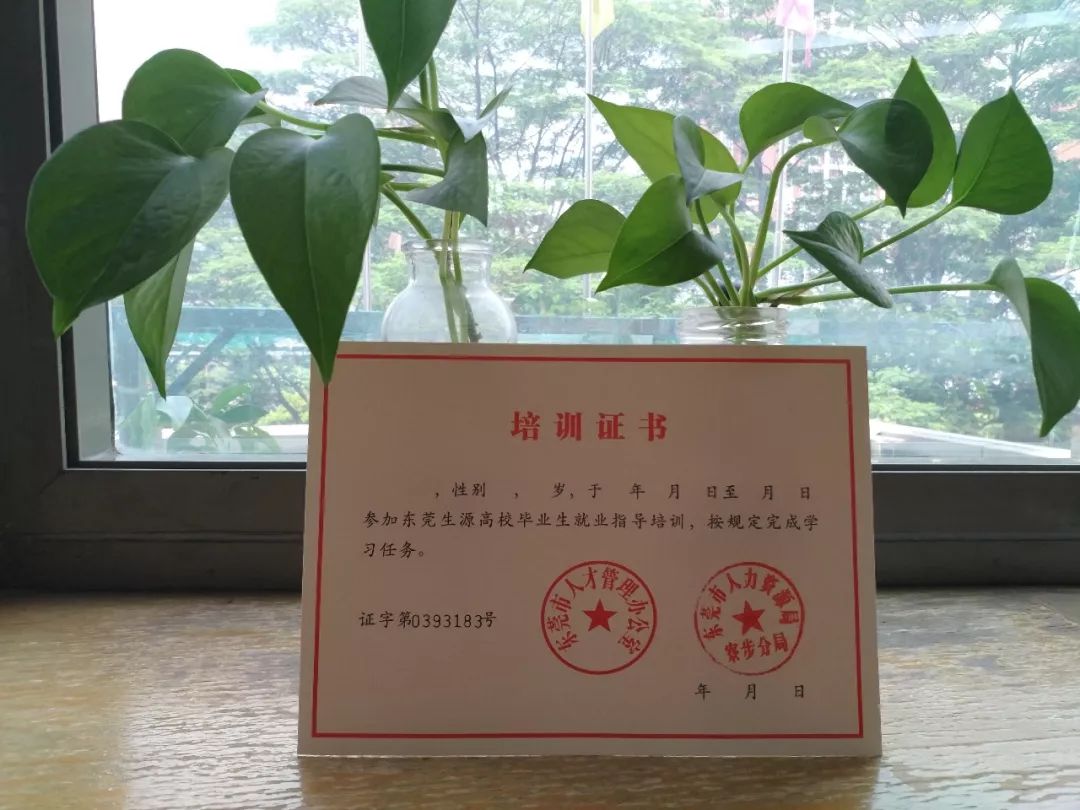 培训证书
，性别 ， 岁，于 年 月 日至 月 日
参加东莞生源高校毕业生就业指导培训，按规定完成学
习任务。
东莞市人才管理办公室
东莞市人力资源局
寮步分局
证字第0393183号
年 月 日